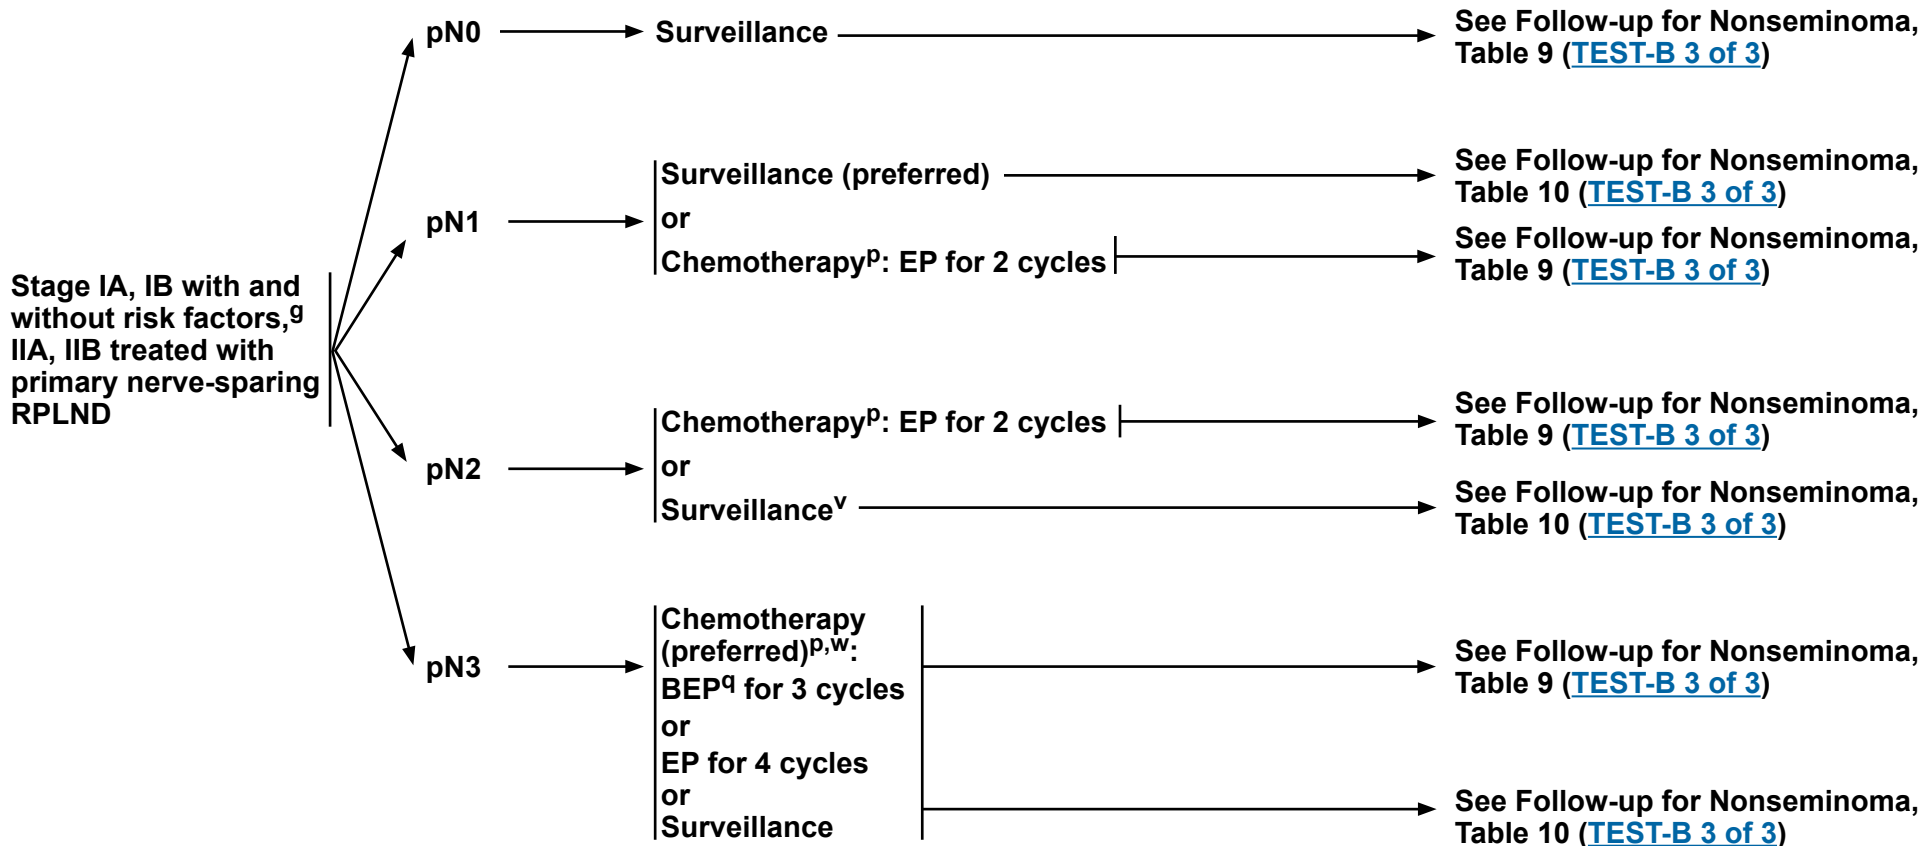 Stage IA, IB with and
without risk factors,g
IIA, IIB treated with
primary nerve-sparing
RPLND
pN0
Surveillance
See Follow-up for Nonseminoma,
Table 9 (TEST-B 3 of 3)
pN1
Surveillance (preferred)
or
Chemotherapyp: EP for 2 cycles
See Follow-up for Nonseminoma,
Table 10 (TEST-B 3 of 3)
See Follow-up for Nonseminoma,
Table 9 (TEST-B 3 of 3)
pN2
Chemotherapyp: EP for 2 cycles
or
Surveillancev
See Follow-up for Nonseminoma,
Table 9 (TEST-B 3 of 3)
See Follow-up for Nonseminoma,
Table 10 (TEST-B 3 of 3)
pN3
Chemotherapy
(preferred)p,w:
BEPq for 3 cycles
or
EP for 4 cycles
or
Surveillance
See Follow-up for Nonseminoma,
Table 9 (TEST-B 3 of 3)
See Follow-up for Nonseminoma,
Table 10 (TEST-B 3 of 3)